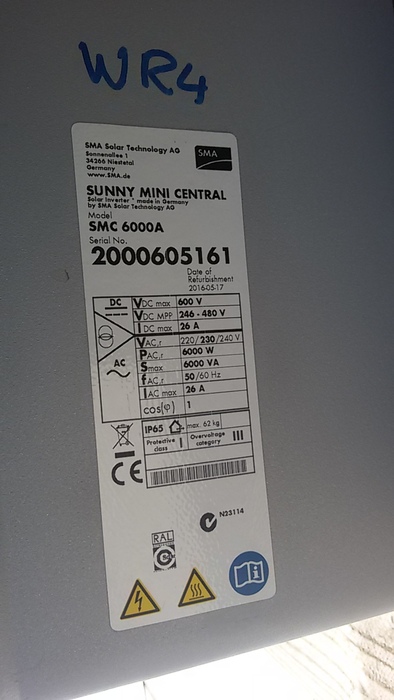 WR4
SMA Solar Technology AG
Sonnenallee 1
34266 Niestetal
Germany
www.SMA.de
SMA
SUNNY MINI CENTRAL
Solar Inverter * made in Germany
by SMA Solar Technology AG
Model
SMC 6000A
Serial No.
2000605161
Date of
Refurbishment
2016-05-17
DC VDC max 600 V
VDC MPP 246 - 480 V
IDC max 26 A
VAC,r 220/230/240 V
AC PAC,r 6000 W
Smax 6000 VA
fAC,r 50/60 Hz
IAC max 26 A
cos(φ) 1
IP65 max. 62 kg
Protective class I Overvoltage category III
CE
N23114
RAL